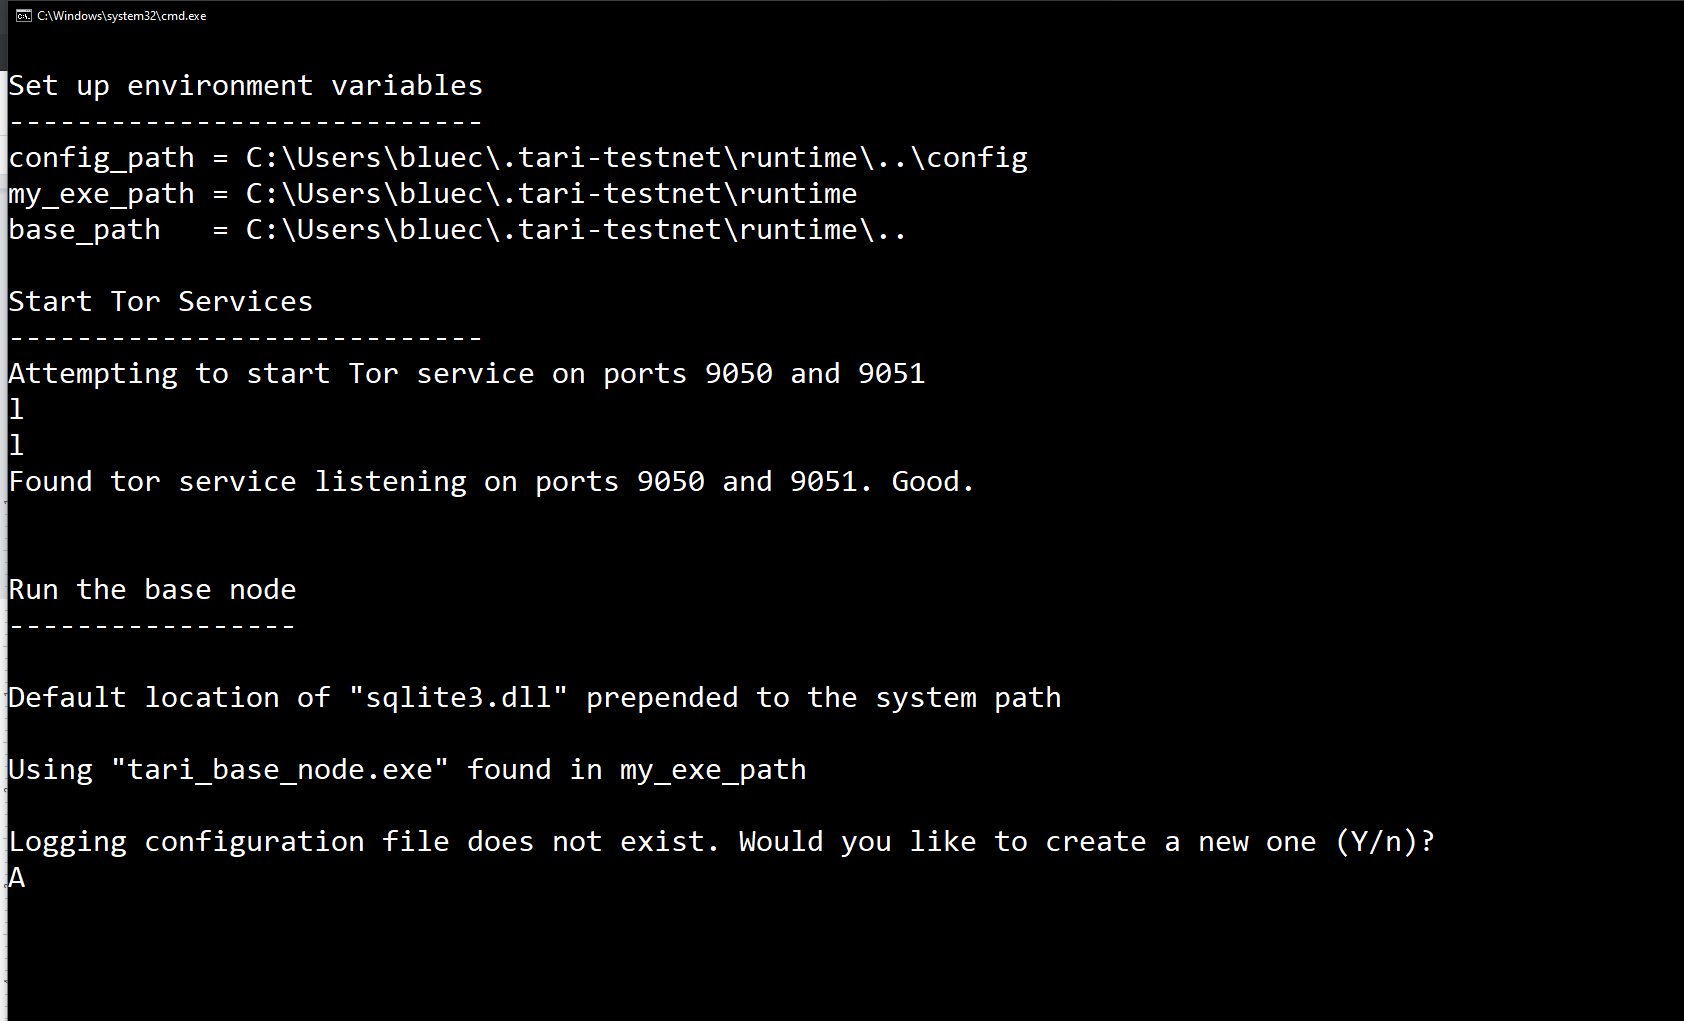 C:\Windows\system32\cmd.exe
Set up environment variables
----------------------------
config_path = C:\Users\bluec\.tari-testnet\runtime\..\config
my_exe_path = C:\Users\bluec\.tari-testnet\runtime
base_path   = C:\Users\bluec\.tari-testnet\runtime\..
Start Tor Services
----------------------------
Attempting to start Tor service on ports 9050 and 9051
l
l
Found tor service listening on ports 9050 and 9051. Good.
Run the base node
-----------------
Default location of "sqlite3.dll" prepended to the system path
Using "tari_base_node.exe" found in my_exe_path
Logging configuration file does not exist. Would you like to create a new one (Y/n)?
A